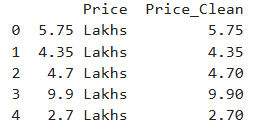 Price Price_Clean
0 5.75 Lakhs 5.75
1 4.35 Lakhs 4.35
2 4.7 Lakhs 4.70
3 9.9 Lakhs 9.90
4 2.7 Lakhs 2.70